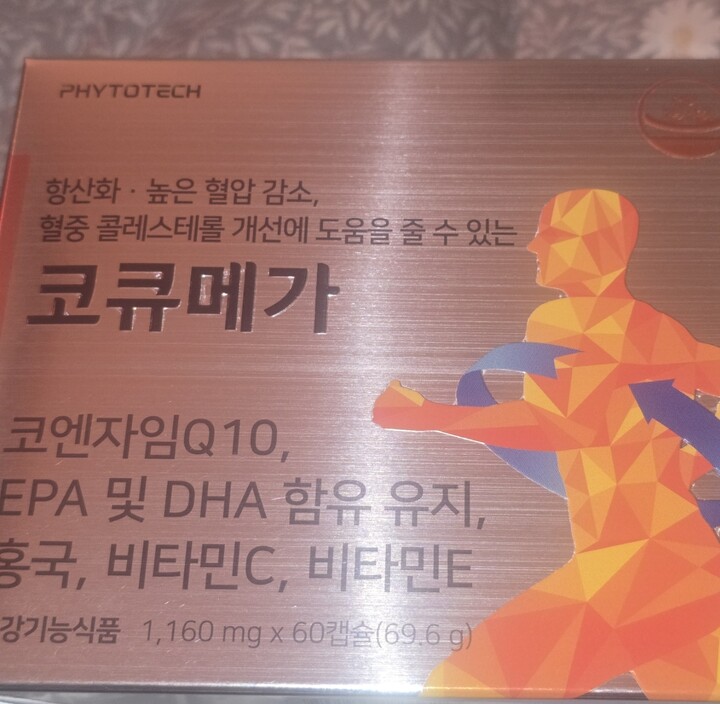 PHYTOTECH
항산화 · 높은 혈압 감소,
혈중 콜레스테롤 개선에 도움을 줄 수 있는
코큐메가
코엔자임Q10,
EPA 및 DHA 함유 유지,
홍국, 비타민C, 비타민E
강기능식품 1,160 mg x 60캡슐(69.6 g)